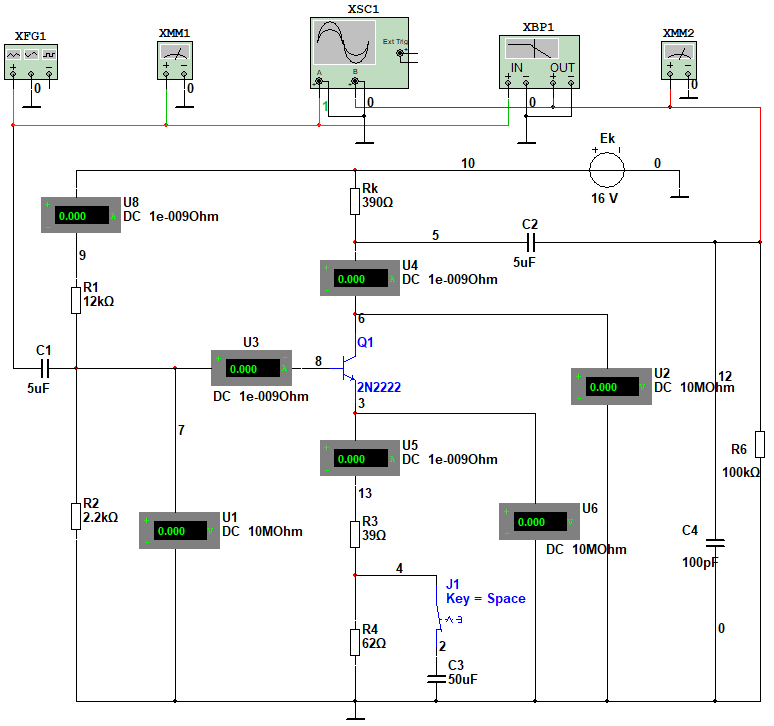 XFG1
XMM1
XSC1
XBP1
XMM2
Ext Trig
A
B
IN
OUT
0
0
0
0
0
1
Ek
10
0
16 V
U8
0.000
DC 1e-009Ohm
Rk
390Ω
C2
5
5uF
9
U4
0.000
DC 1e-009Ohm
R1
12kΩ
6
C1
5uF
U3
0.000
DC 1e-009Ohm
8
Q1
2N2222
3
U2
0.000
DC 10MOhm
12
7
U5
0.000
DC 1e-009Ohm
R6
100kΩ
13
R2
2.2kΩ
U1
0.000
DC 10MOhm
R3
39Ω
U6
0.000
DC 10MOhm
C4
100pF
4
J1
Key = Space
R4
62Ω
2
C3
50uF
0